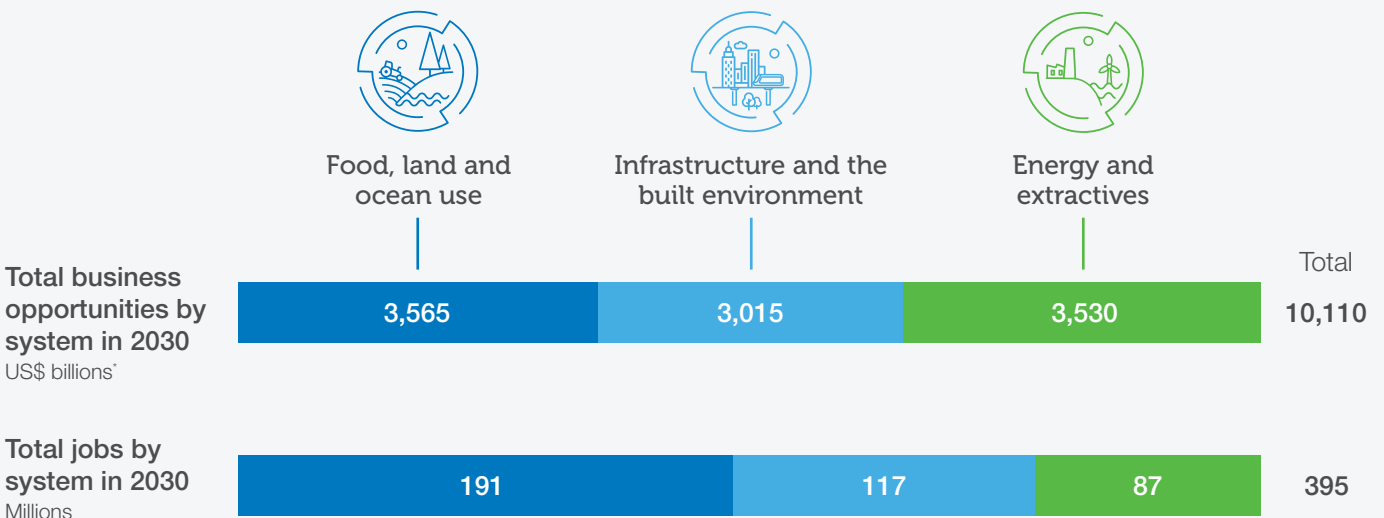 Food, land and
ocean use
Infrastructure and the
built environment
Energy and
extractives
Total business
opportunities by
system in 2030
US$ billions*
3,565
3,015
3,530
Total
10,110
Total jobs by
system in 2030
Millions
191
117
87
395